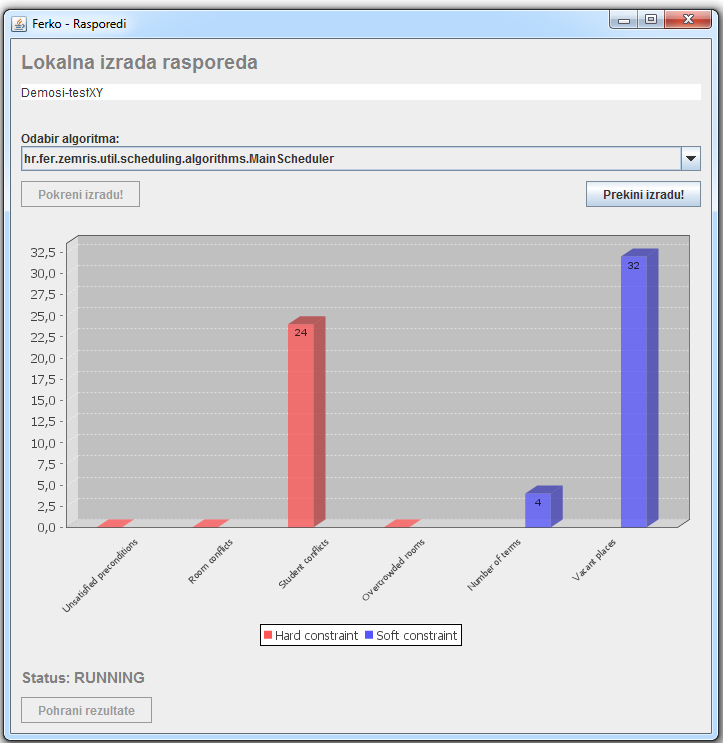 Ferko - Rasporedi
Lokalna izrada rasporeda
Demosi-testXY
Odabir algoritma:
hr.fer.zemris.util.scheduling.algorithms.MainScheduler
Pokreni izradu!
Prekini izradu!
32,5
30,0
27,5
25,0
22,5
20,0
17,5
15,0
12,5
10,0
7,5
5,0
2,5
0,0
24
4
32
Unsatisfied preconditions
Room conflicts
Student conflicts
Overcrowded rooms
Number of terms
Vacant places
Hard constraint Soft constraint
Status: RUNNING
Pohrani rezultate